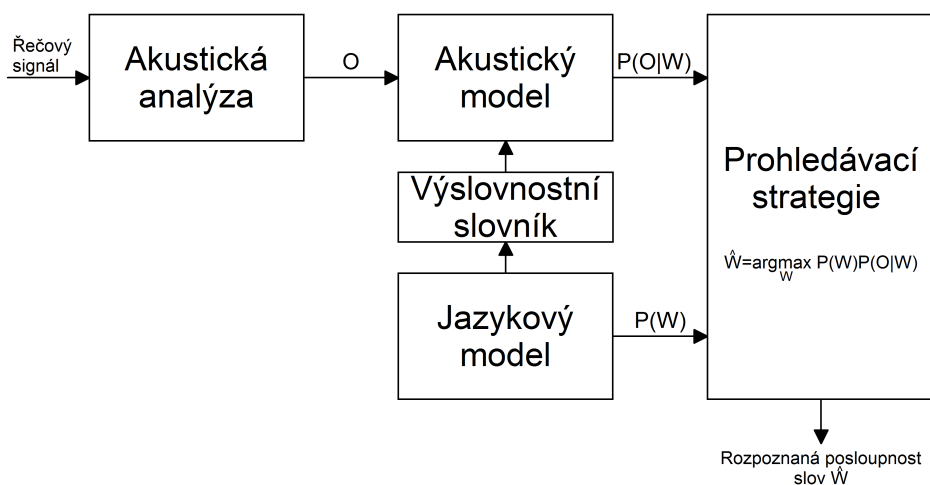 Řečový
signál
Akustická
analýza
O
Akustický
model
P(O|W)
Výslovnostní
slovník
Jazykový
model
P(W)
Prohledávací
strategie
Ŵ=argmax P(W)P(O|W)
W
Rozpoznaná posloupnost
slov Ŵ